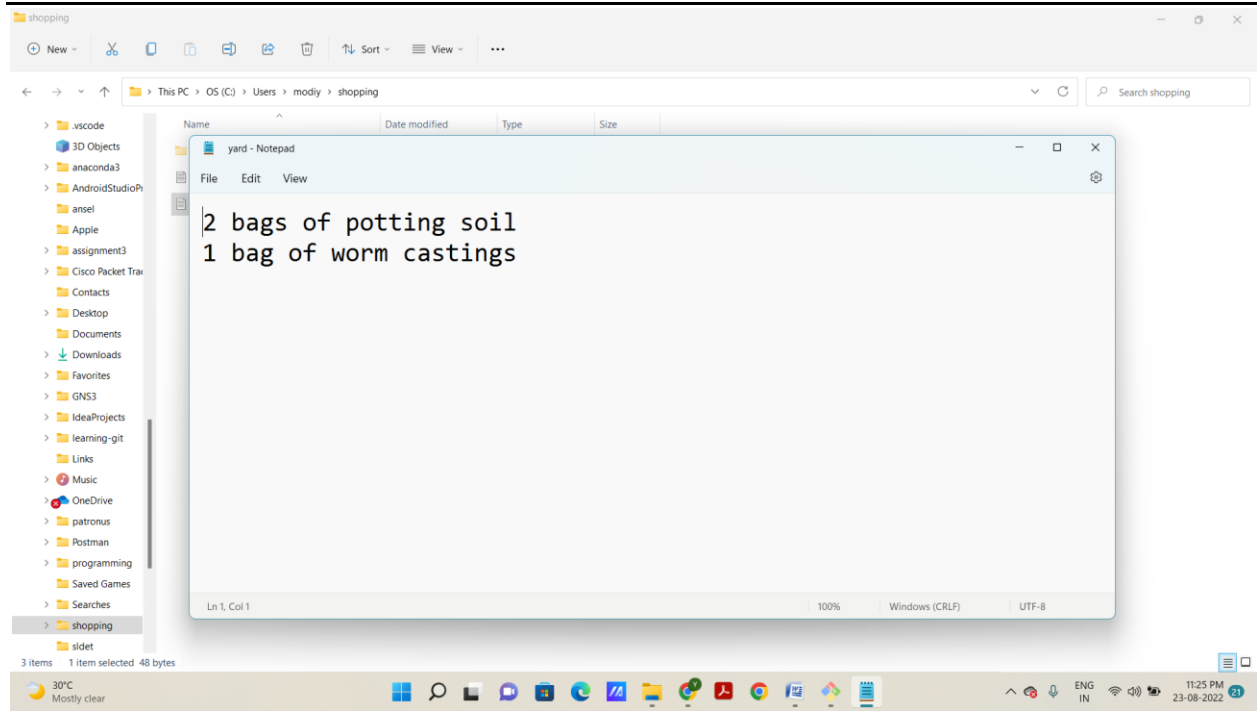 shopping
New
Sort
View
This PC > OS (C:) > Users > modiy > shopping
Search shopping
Name Date modified Type Size
.vscode
3D Objects
anaconda3
AndroidStudioPr
ansel
Apple
assignment3
Cisco Packet Tra
Contacts
Desktop
Documents
Downloads
Favorites
GNS3
IdeaProjects
learning-git
Links
Music
OneDrive
patronus
Postman
programming
Saved Games
Searches
shopping
sldet
yard - Notepad
File Edit View
2 bags of potting soil
1 bag of worm castings
Ln 1, Col 1 100% Windows (CRLF) UTF-8
3 items 1 item selected 48 bytes
30°C
Mostly clear
ENG
IN
11:25 PM
23-08-2022
21